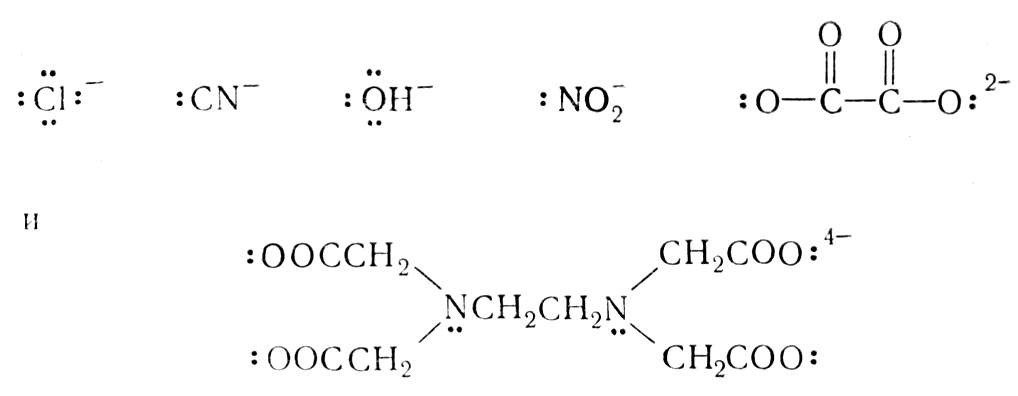 :Cl:⁻ :CN⁻ :OH⁻ :NO₂⁻ :O—C—C—O:²⁻
O O
и
:OOCCH₂ CH₂COO:⁴⁻
NCH₂CH₂N
:OOCCH₂ CH₂COO: